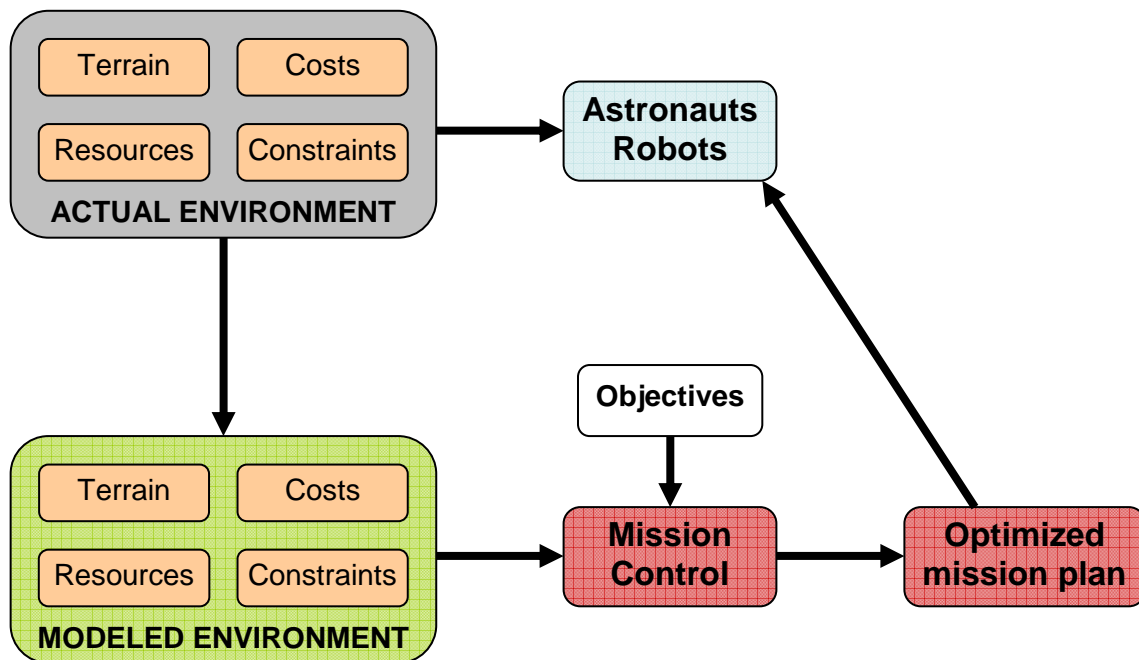 Terrain
Costs
Resources
Constraints
ACTUAL ENVIRONMENT
Astronauts
Robots
Objectives
Terrain
Costs
Resources
Constraints
MODELED ENVIRONMENT
Mission
Control
Optimized
mission plan